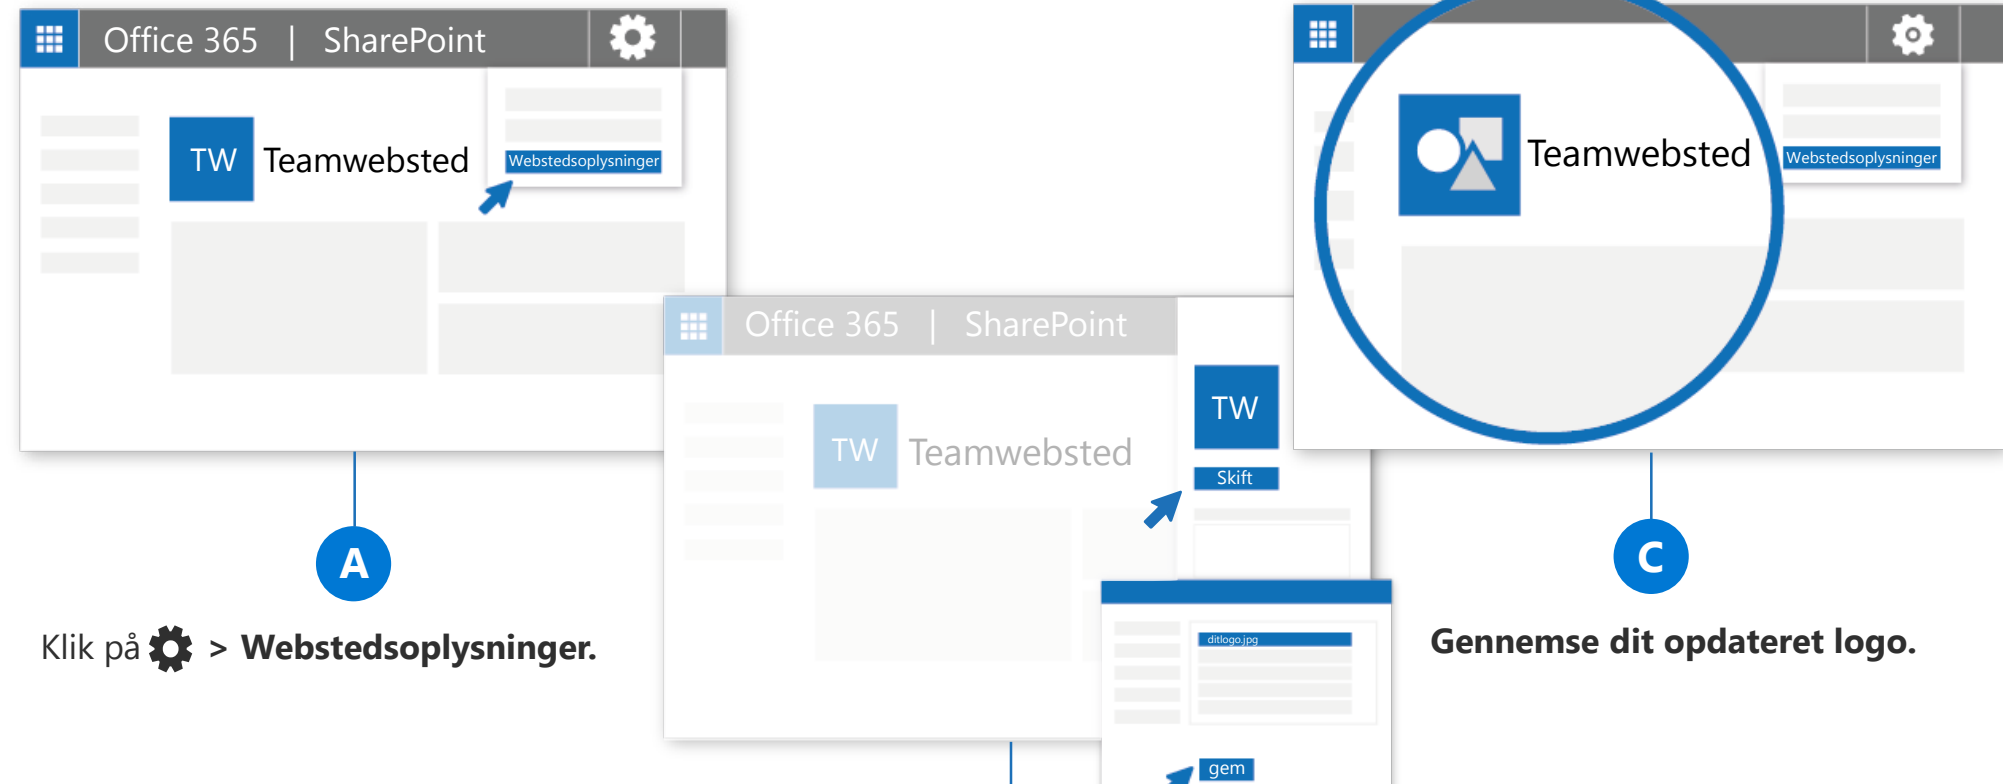 Office 365 | SharePoint
TW Teamwebsted
Webstedsoplysninger
A
Klik på > Webstedsoplysninger.
Office 365 | SharePoint
TW Teamwebsted
TW
Skift
ditlogo.jpg
gem
Teamwebsted
Webstedsoplysninger
C
Gennemse dit opdateret logo.